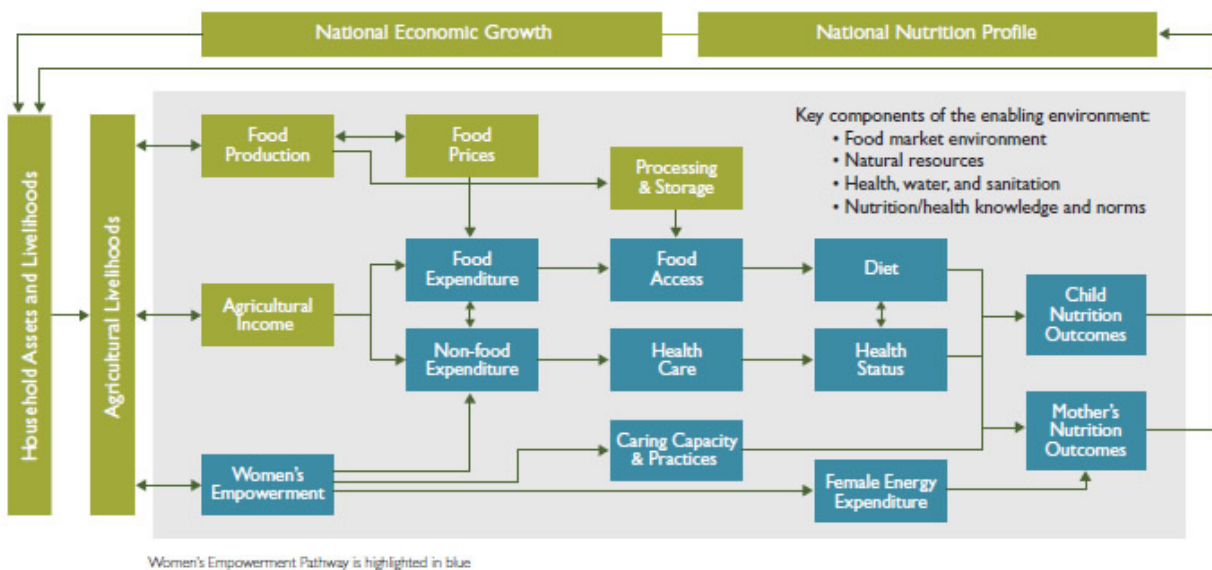 National Economic Growth
National Nutrition Profile
Household Assets and Livelihoods
Agricultural Livelihoods
Food
Production
Food
Prices
Processing
& Storage
Key components of the enabling environment:
• Food market environment
• Natural resources
• Health, water, and sanitation
• Nutrition/health knowledge and norms
Agricultural
Income
Food
Expenditure
Food
Access
Diet
Child
Nutrition
Outcomes
Non-food
Expenditure
Health
Care
Health
Status
Women's
Empowerment
Caring Capacity
& Practices
Female Energy
Expenditure
Mother's
Nutrition
Outcomes
Women's Empowerment Pathway is highlighted in blue